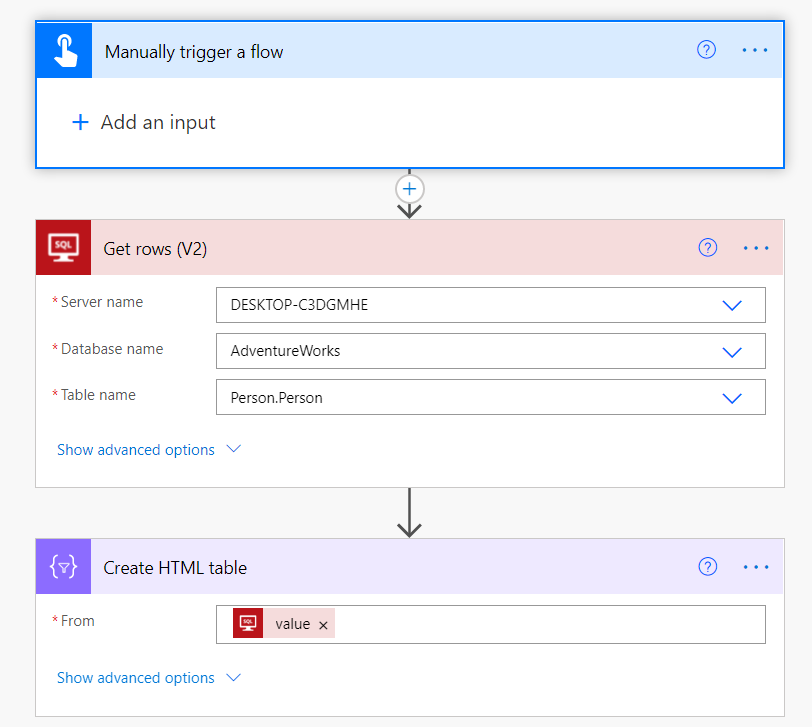 Manually trigger a flow
Add an input
SQL
Get rows (V2)
*Server name DESKTOP-C3DGMHE
*Database name AdventureWorks
*Table name Person.Person
Show advanced options
Create HTML table
*From SQL value ×
Show advanced options